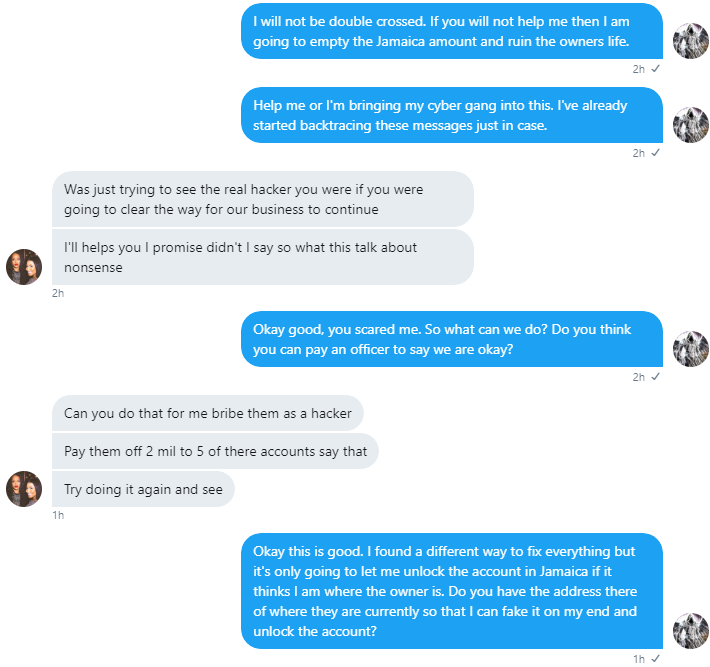 I will not be double crossed. If you will not help me then I am
going to empty the Jamaica amount and ruin the owners life.
2h ✓
Help me or I'm bringing my cyber gang into this. I've already
started backtracing these messages just in case.
2h ✓
Was just trying to see the real hacker you were if you were
going to clear the way for our business to continue
I'll helps you I promise didn't I say so what this talk about
nonsense
2h
Okay good, you scared me. So what can we do? Do you think
you can pay an officer to say we are okay?
2h ✓
Can you do that for me bribe them as a hacker
Pay them off 2 mil to 5 of there accounts say that
Try doing it again and see
1h
Okay this is good. I found a different way to fix everything but
it's only going to let me unlock the account in Jamaica if it
thinks I am where the owner is. Do you have the address there
of where they are currently so that I can fake it on my end and
unlock the account?
1h ✓